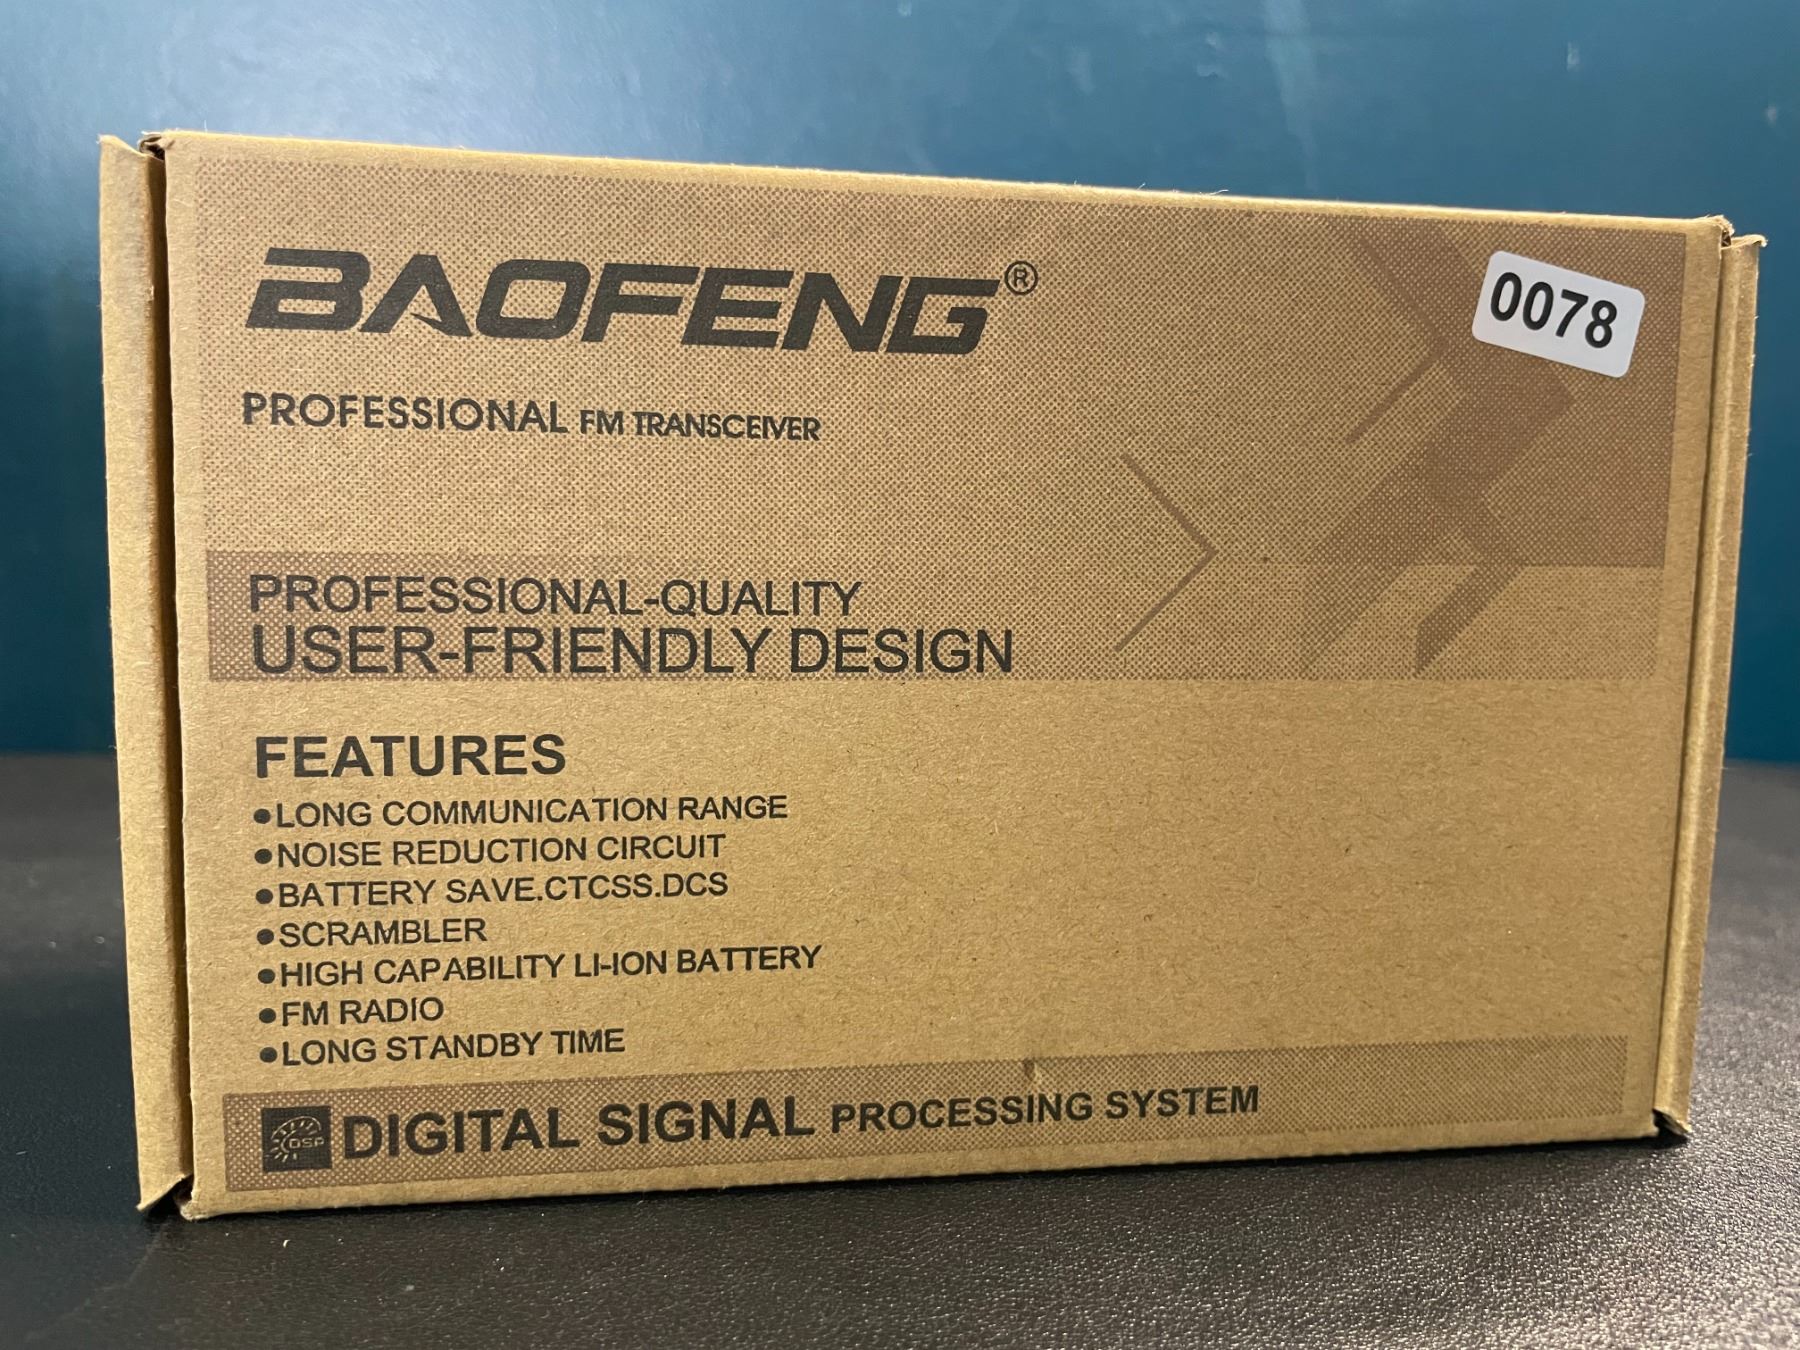 BAOFENG®
0078
PROFESSIONAL FM TRANSCEIVER
PROFESSIONAL-QUALITY
USER-FRIENDLY DESIGN
FEATURES
●LONG COMMUNICATION RANGE
●NOISE REDUCTION CIRCUIT
●BATTERY SAVE.CTCSS.DCS
●SCRAMBLER
●HIGH CAPABILITY LI-ION BATTERY
●FM RADIO
●LONG STANDBY TIME
DSP DIGITAL SIGNAL PROCESSING SYSTEM